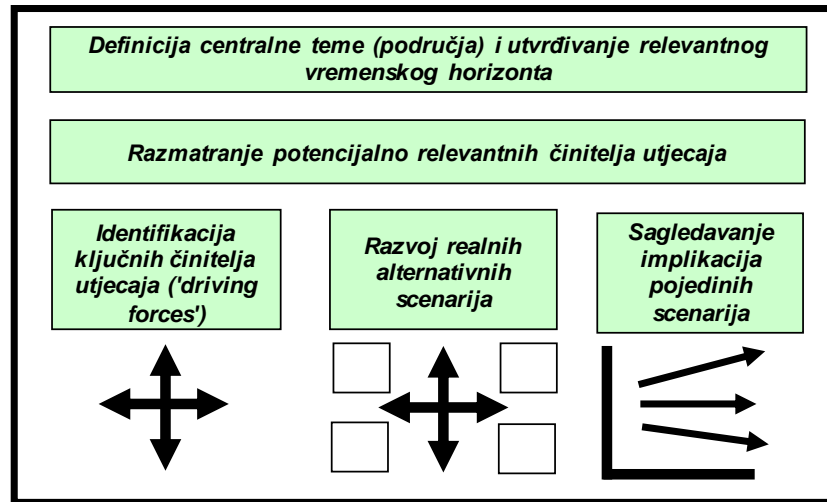 Definicija centralne teme (područja) i utvrđivanje relevantnog
vremenskog horizonta
Razmatranje potencijalno relevantnih činitelja utjecaja
Identifikacija
ključnih činitelja
utjecaja ('driving
forces')
Razvoj realnih
alternativnih
scenarija
Sagledavanje
implikacija
pojedinih
scenarija